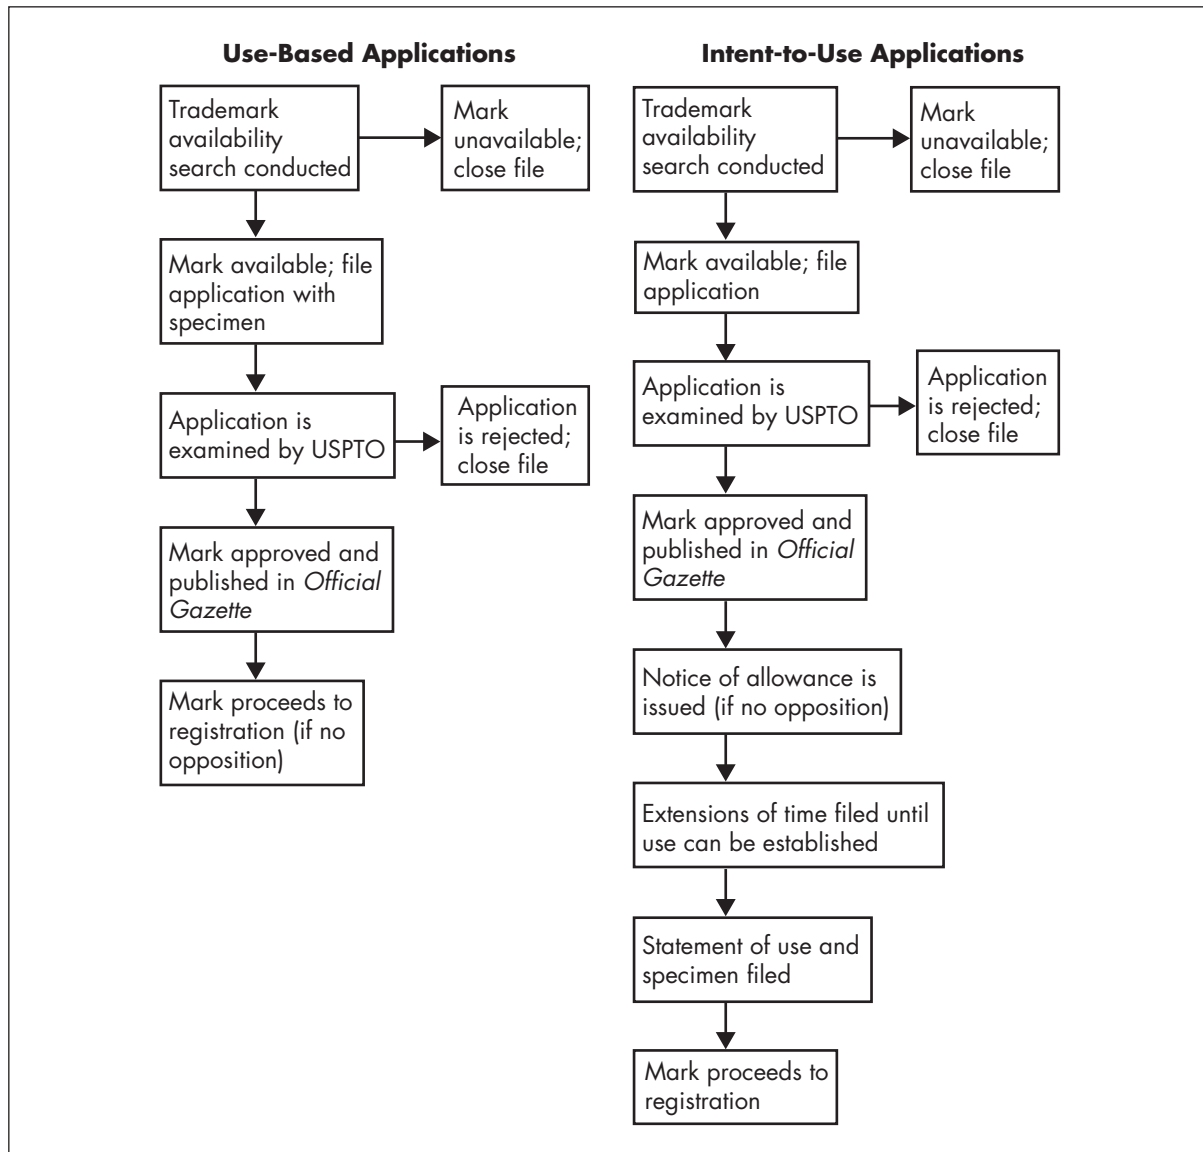 Use-Based Applications
Trademark
availability
search conducted
Mark
unavailable;
close file
Mark available; file
application with
specimen
Application is
examined by USPTO
Application
is rejected;
close file
Mark approved and
published in Official
Gazette
Mark proceeds to
registration (if no
opposition)
Intent-to-Use Applications
Trademark
availability
search conducted
Mark
unavailable;
close file
Mark available; file
application
Application is
examined by USPTO
Application
is rejected;
close file
Mark approved and
published in Official
Gazette
Notice of allowance is
issued (if no opposition)
Extensions of time filed until
use can be established
Statement of use and
specimen filed
Mark proceeds to
registration